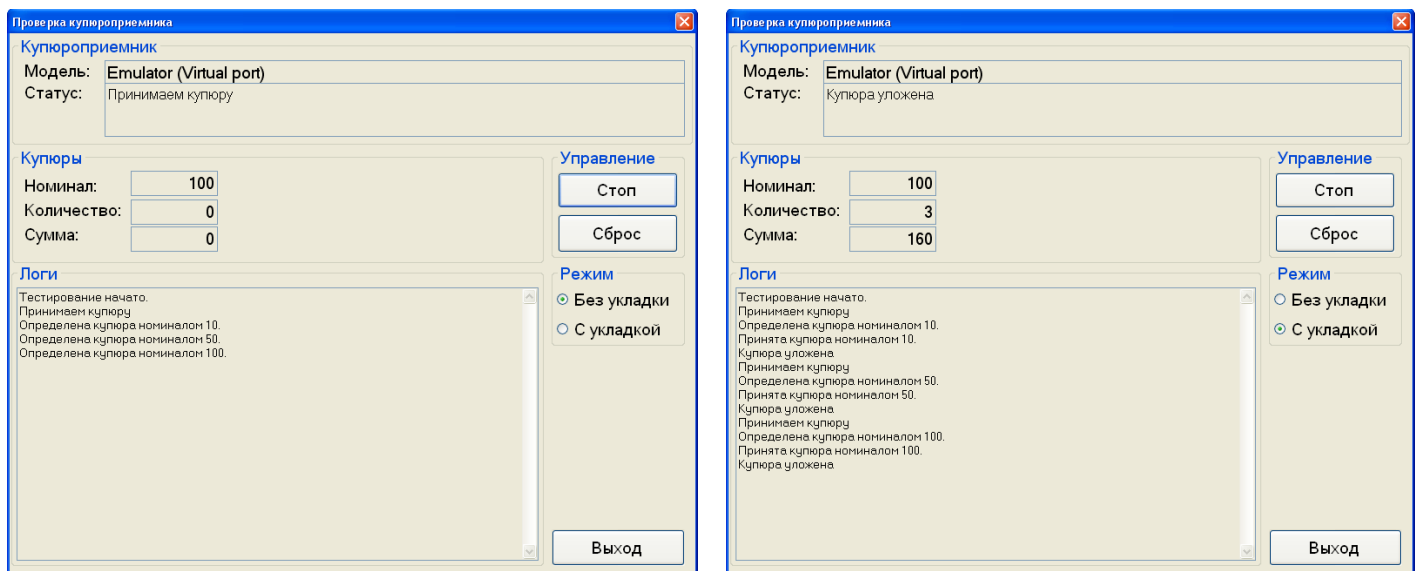 Проверка купюроприемника
Купюроприемник
Модель: Emulator (Virtual port)
Статус: Принимаем купюру
Купюры
Номинал: 100
Количество: 0
Сумма: 0
Управление
Стоп
Сброс
Логи
Тестирование начато.
Принимаем купюру
Определена купюра номиналом 10.
Определена купюра номиналом 50.
Определена купюра номиналом 100.
Режим
Без укладки
С укладкой
Выход
Проверка купюроприемника
Купюроприемник
Модель: Emulator (Virtual port)
Статус: Купюра уложена
Купюры
Номинал: 100
Количество: 3
Сумма: 160
Управление
Стоп
Сброс
Логи
Тестирование начато.
Принимаем купюру
Определена купюра номиналом 10.
Принята купюра номиналом 10.
Купюра уложена
Принимаем купюру
Определена купюра номиналом 50.
Принята купюра номиналом 50.
Купюра уложена
Принимаем купюру
Определена купюра номиналом 100.
Принята купюра номиналом 100.
Купюра уложена
Режим
Без укладки
С укладкой
Выход